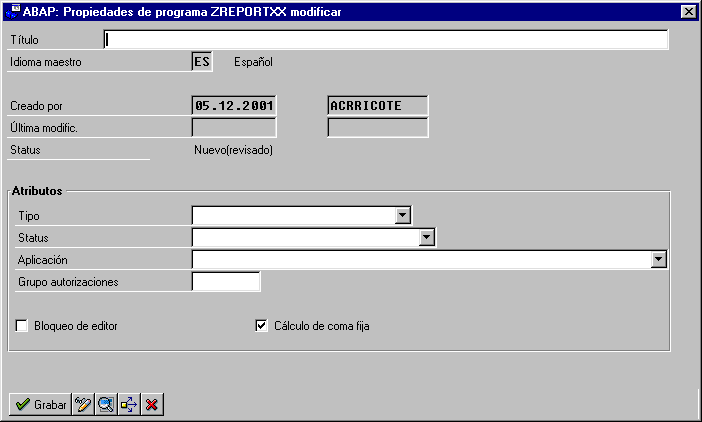 ABAP: Propiedades de programa ZREPORTXX modificar
Título
Idioma maestro ES Español
Creado por 05.12.2001 ACRRICOTE
Última modific.
Status Nuevo(revisado)
Atributos
Tipo
Status
Aplicación
Grupo autorizaciones
Bloqueo de editor Cálculo de coma fija
Grabar